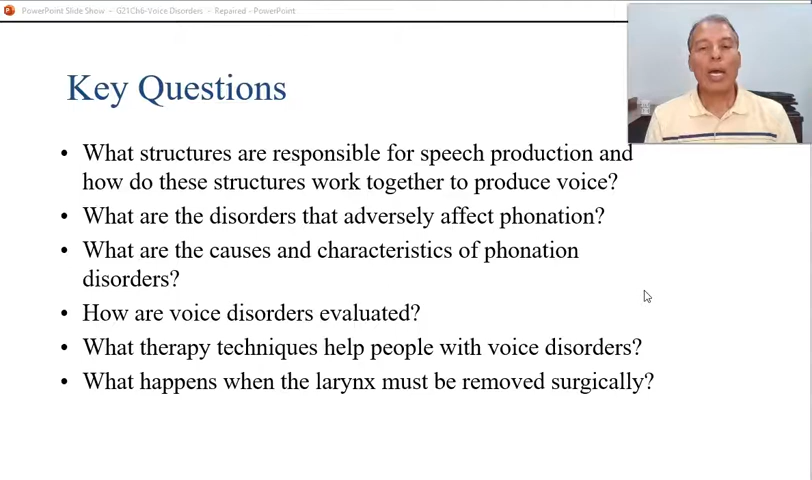 PowerPoint Slide Show - G21Ch6-Voice Disorders - Repaired - PowerPoint
Key Questions
• What structures are responsible for speech production and
how do these structures work together to produce voice?
• What are the disorders that adversely affect phonation?
• What are the causes and characteristics of phonation
disorders?
• How are voice disorders evaluated?
• What therapy techniques help people with voice disorders?
• What happens when the larynx must be removed surgically?